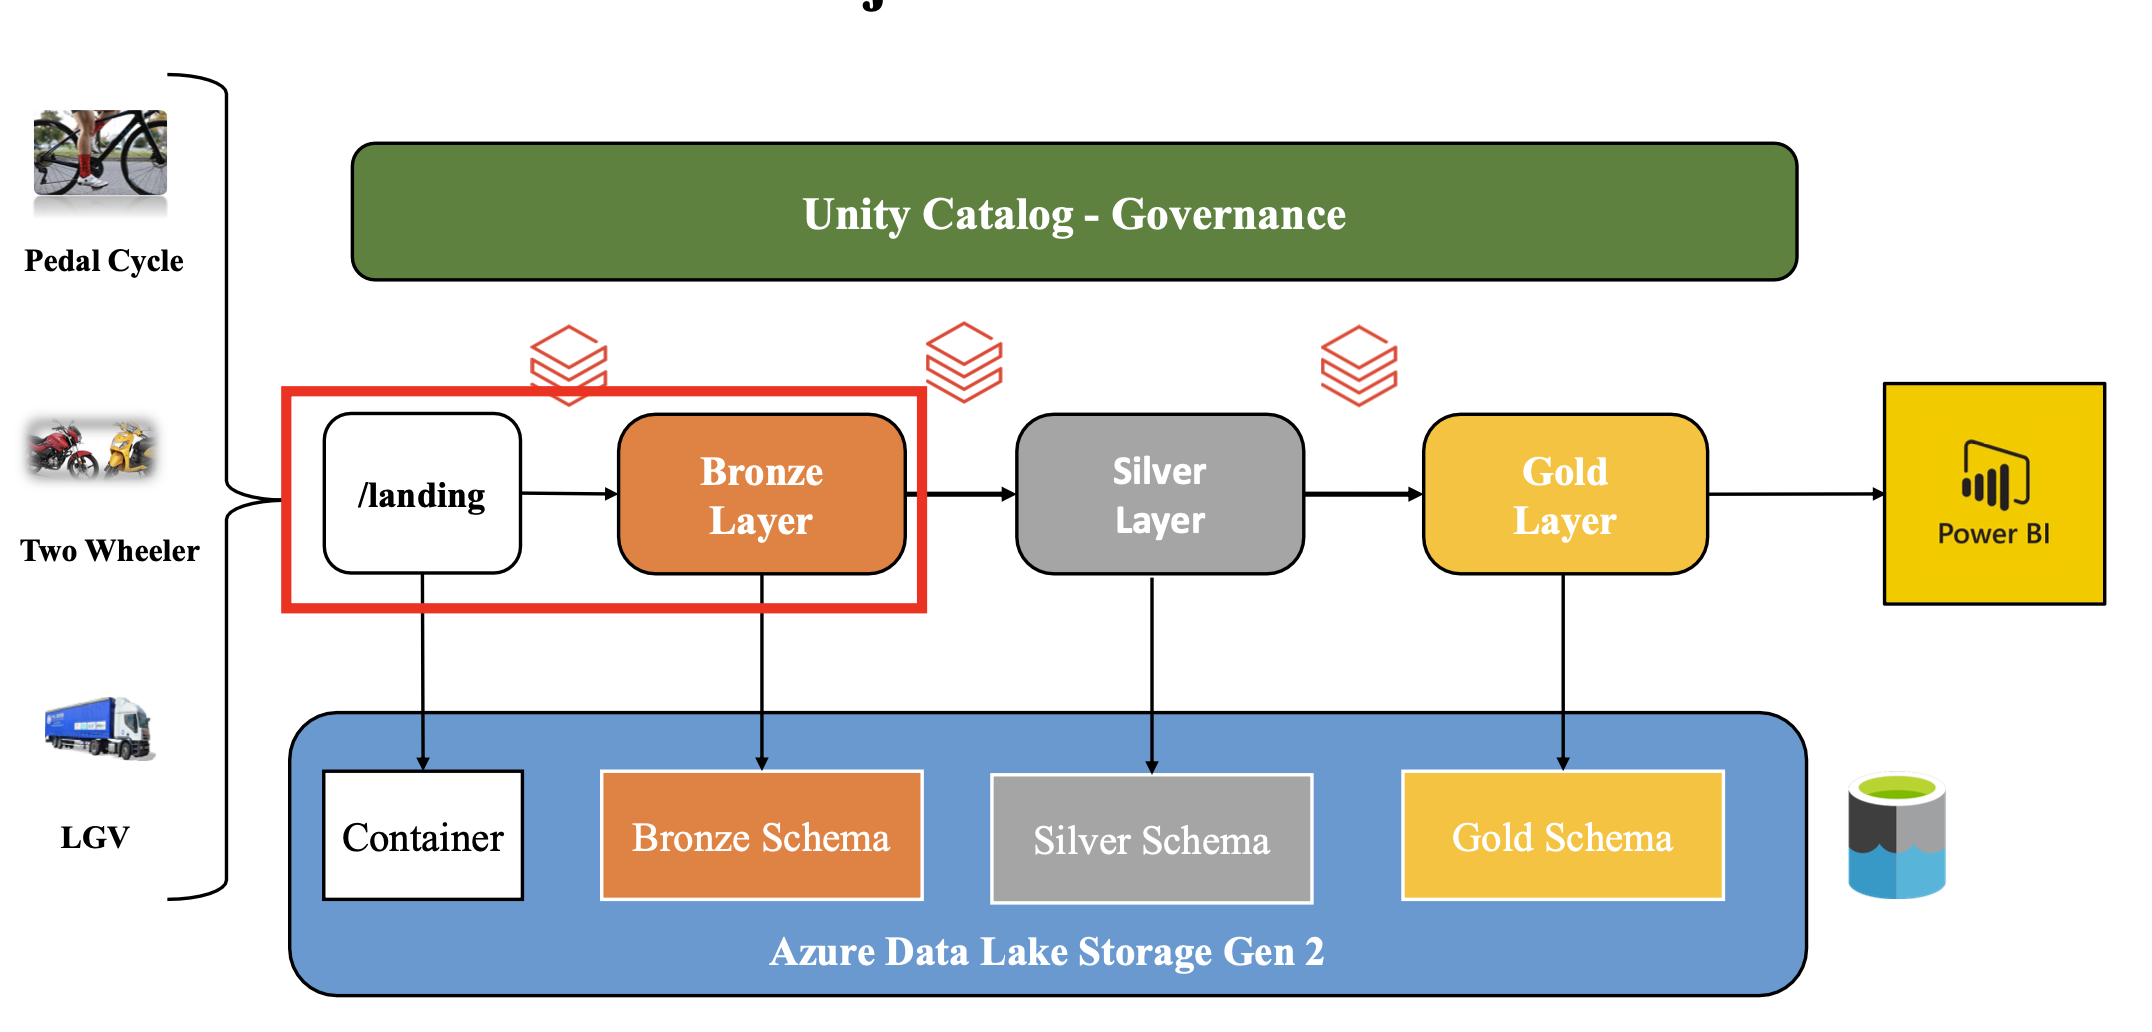 Pedal Cycle
Two Wheeler
LGV
Unity Catalog - Governance
/landing
Bronze
Layer
Silver
Layer
Gold
Layer
Power BI
Container
Bronze Schema
Silver Schema
Gold Schema
Azure Data Lake Storage Gen 2